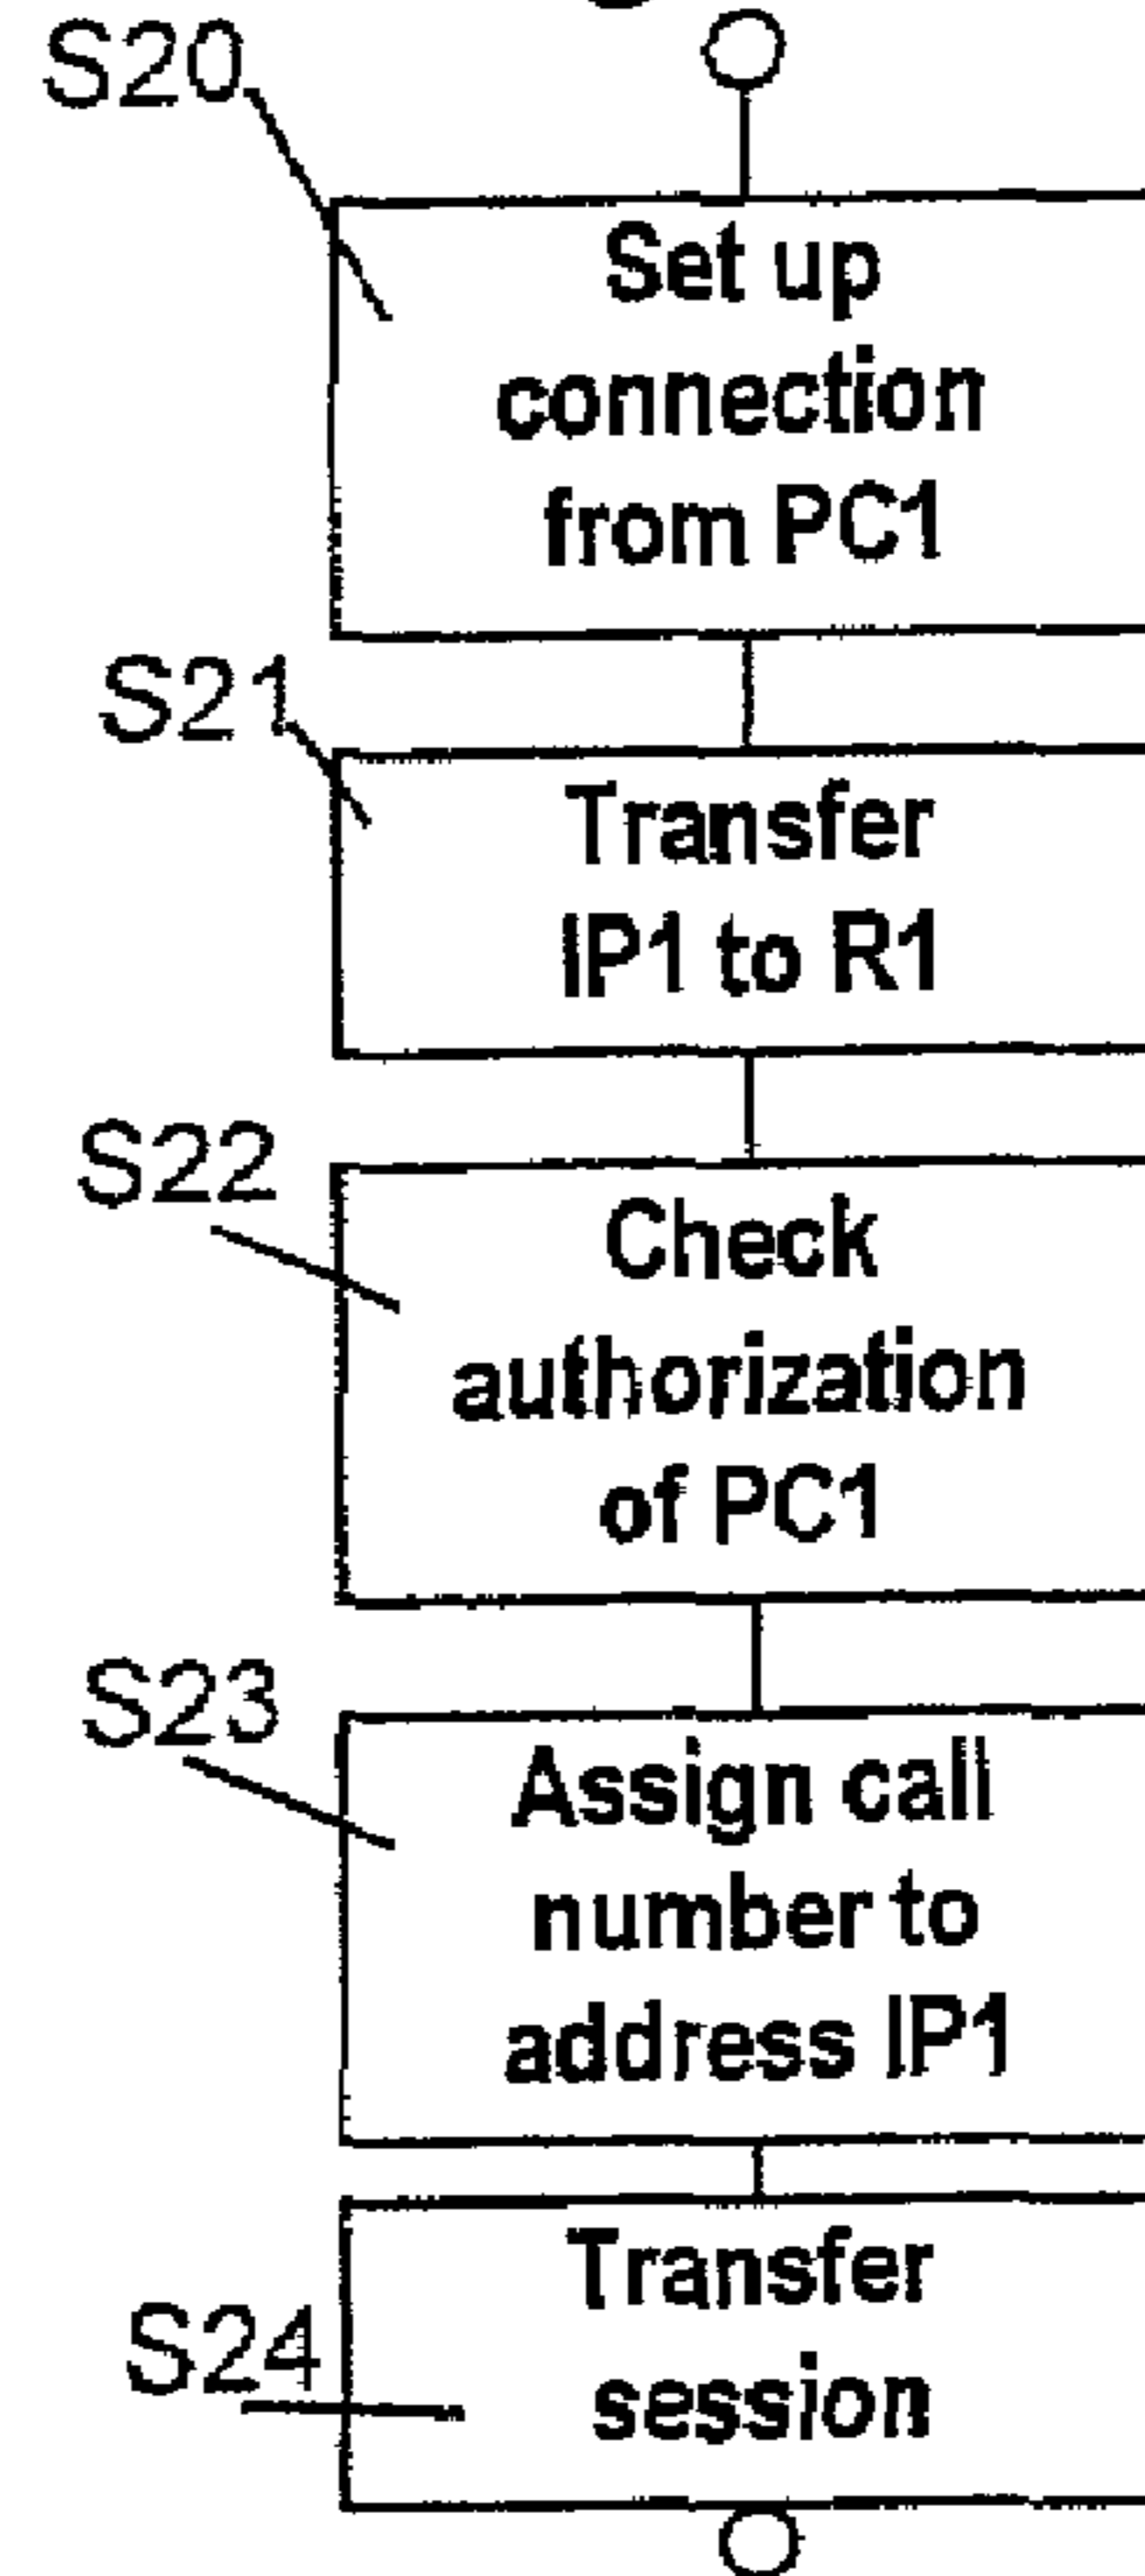 S20
Set up
connection
from PC1
S21
Transfer
IP1 to R1
S22
Check
authorization
of PC1
S23
Assign call
number to
address IP1
S24
Transfer
session